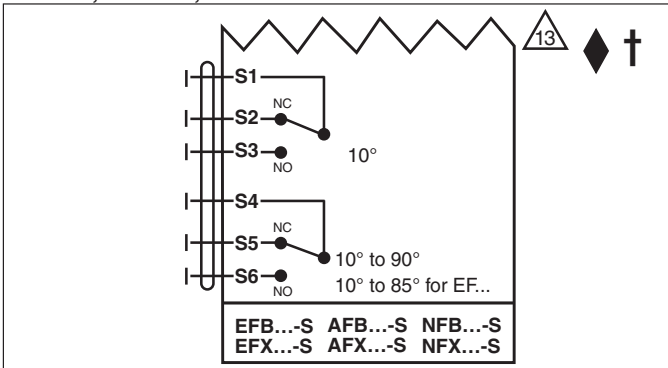 13
S1
NC
S2
S3
NO
10°
S4
NC
S5
10° to 90°
S6
NO
10° to 85° for EF...
EFB...-S AFB...-S NFB...-S
EFX...-S AFX...-S NFX...-S